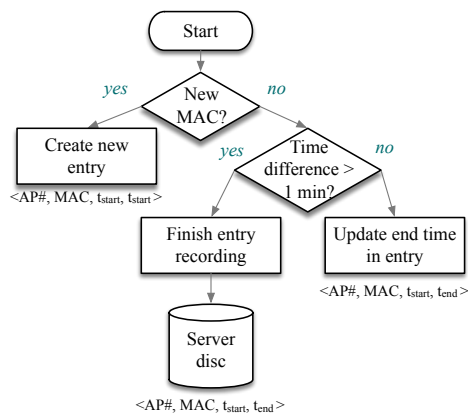 Start
yes
New
MAC?
no
Create new
entry
<AP#, MAC, tstart, tstart>
yes
Time
difference >
1 min?
no
Finish entry
recording
Update end time
in entry
<AP#, MAC, tstart, tend>
Server
disc
<AP#, MAC, tstart, tend>